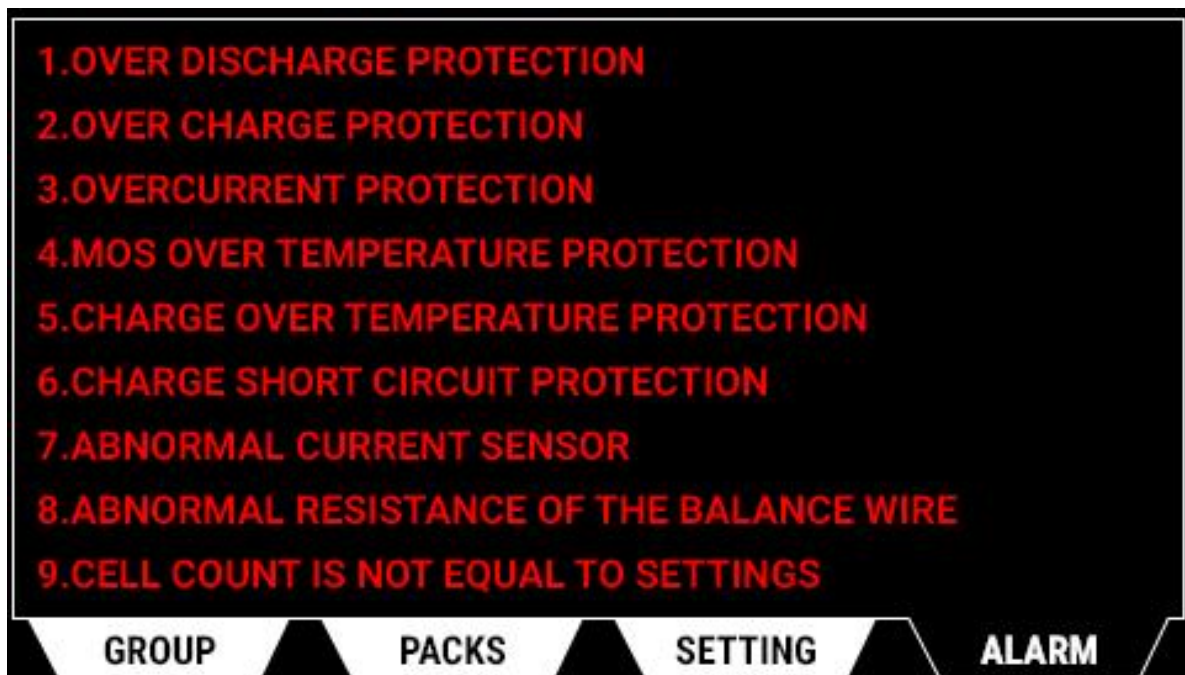 1.OVER DISCHARGE PROTECTION
2.OVER CHARGE PROTECTION
3.OVERCURRENT PROTECTION
4.MOS OVER TEMPERATURE PROTECTION
5.CHARGE OVER TEMPERATURE PROTECTION
6.CHARGE SHORT CIRCUIT PROTECTION
7.ABNORMAL CURRENT SENSOR
8.ABNORMAL RESISTANCE OF THE BALANCE WIRE
9.CELL COUNT IS NOT EQUAL TO SETTINGS
GROUP PACKS SETTING ALARM